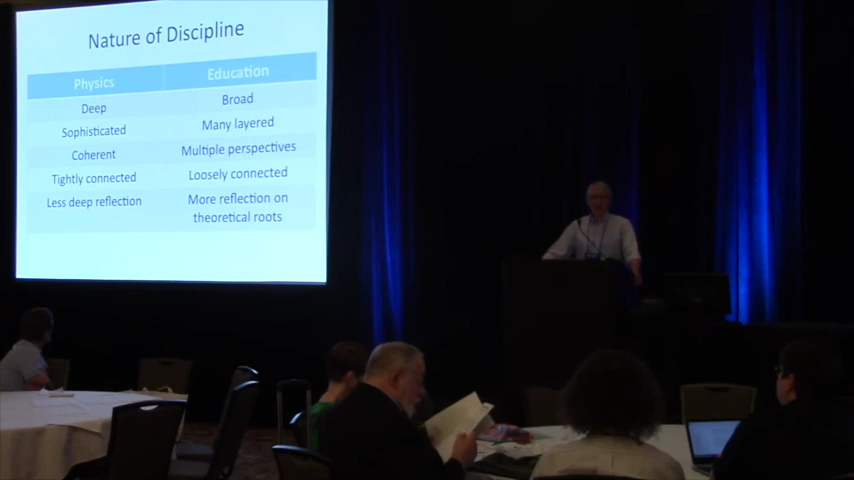 Nature of Discipline
Physics Education
Deep Broad
Sophisticated Many layered
Coherent Multiple perspectives
Tightly connected Loosely connected
Less deep reflection More reflection on
theoretical roots